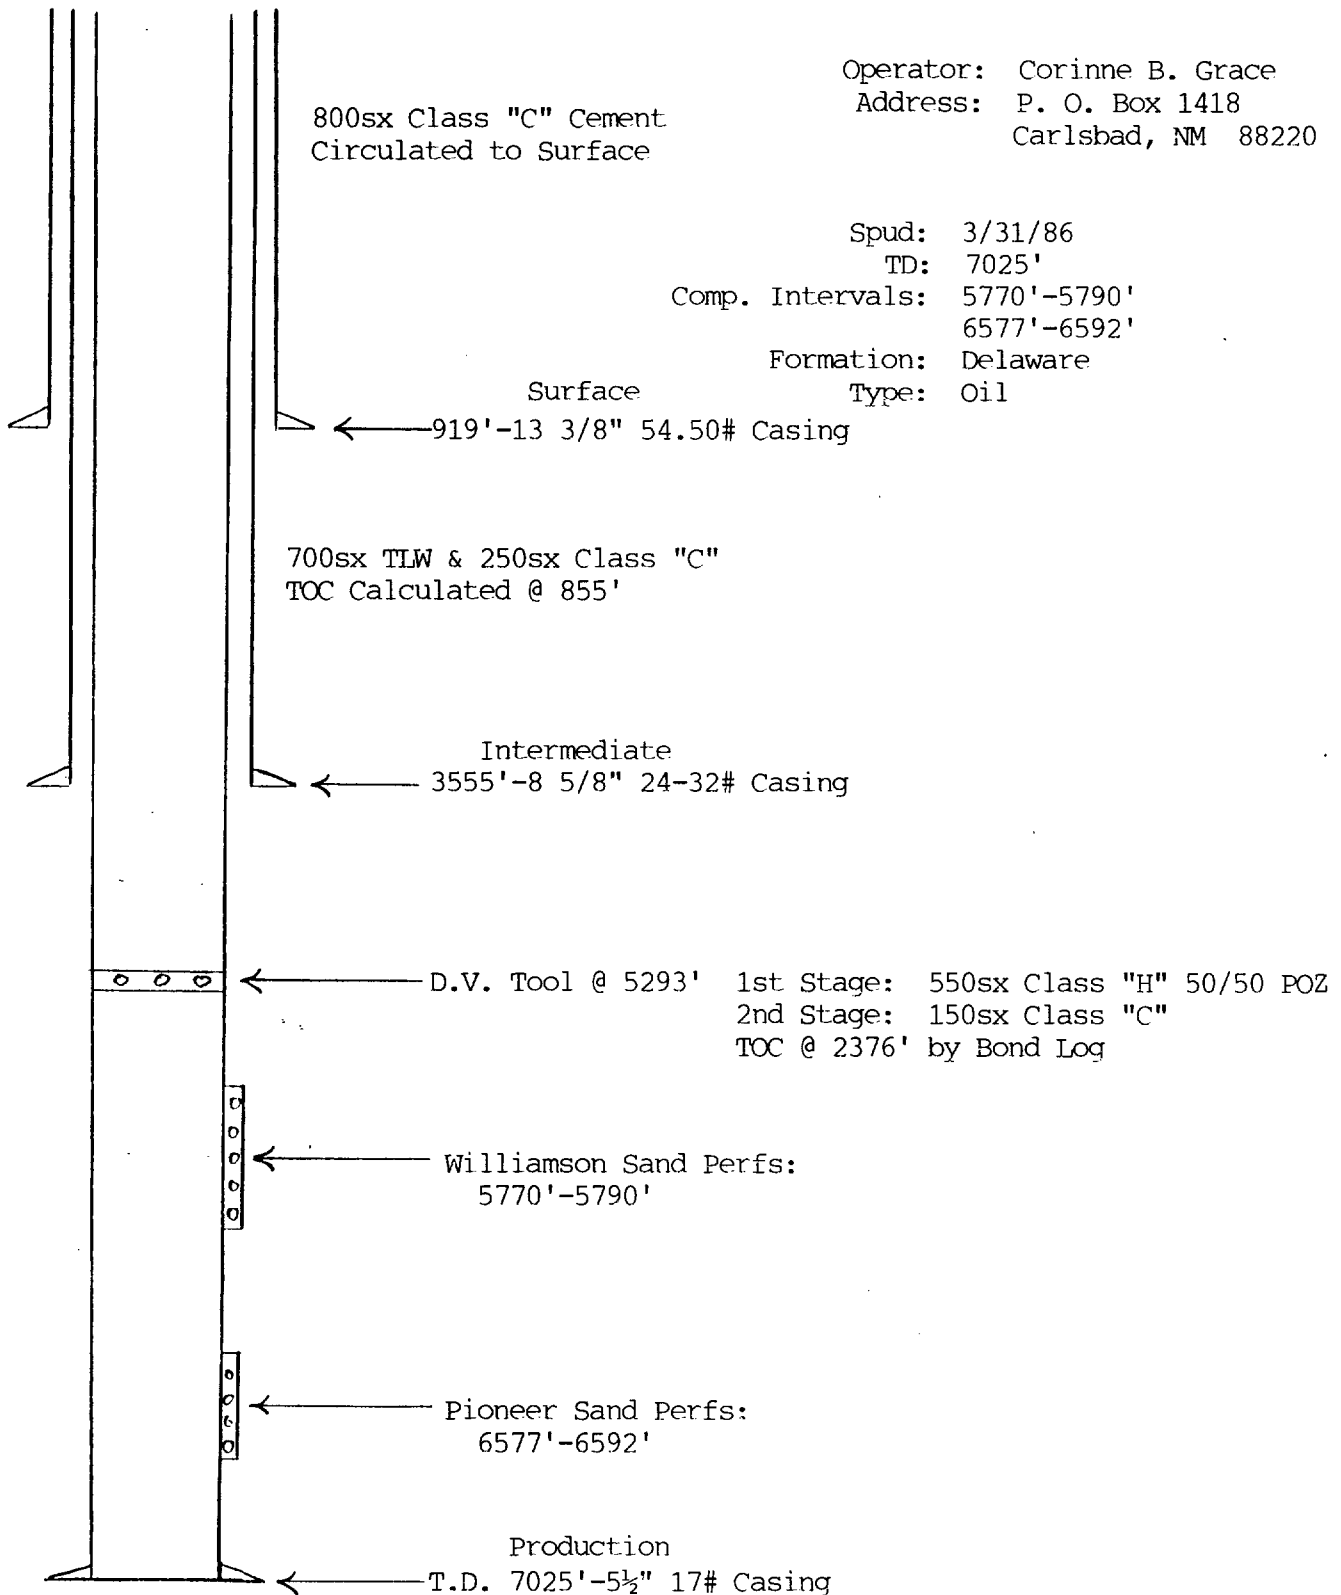 Operator: Corinne B. Grace
Address: P. O. Box 1418
Carlsbad, NM 88220
800sx Class "C" Cement
Circulated to Surface
Spud: 3/31/86
TD: 7025'
Comp. Intervals: 5770'-5790'
6577'-6592'
Formation: Delaware
Type: Oil
Surface
919'-13 3/8" 54.50# Casing
700sx TLW & 250sx Class "C"
TOC Calculated @ 855'
Intermediate
3555'-8 5/8" 24-32# Casing
D.V. Tool @ 5293' 1st Stage: 550sx Class "H" 50/50 POZ
2nd Stage: 150sx Class "C"
TOC @ 2376' by Bond Log
Williamson Sand Perfs:
5770'-5790'
Pioneer Sand Perfs:
6577'-6592'
Production
T.D. 7025'-5½" 17# Casing